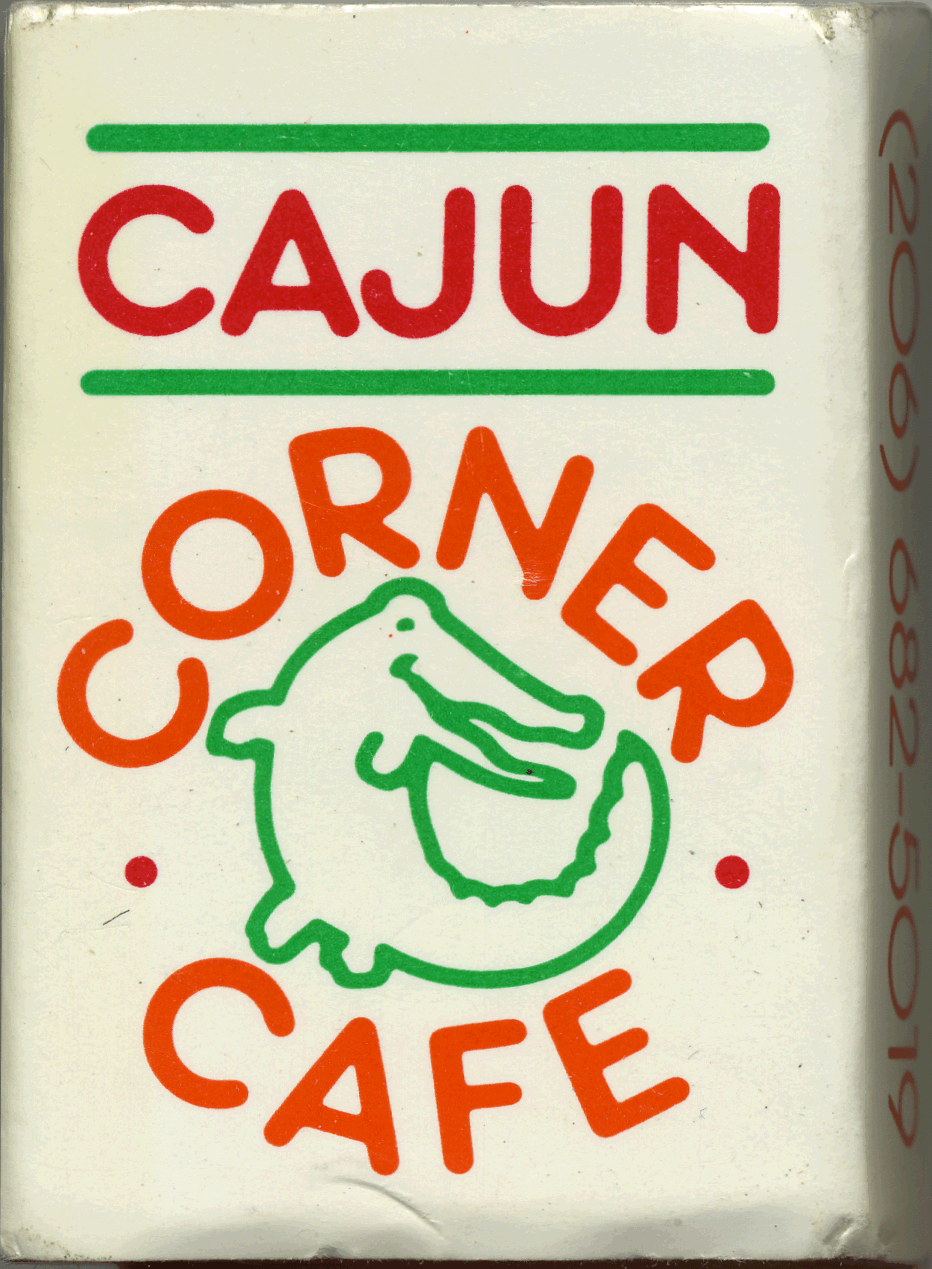 CAJUN
CORNER
CAFE
(206) 682-5019